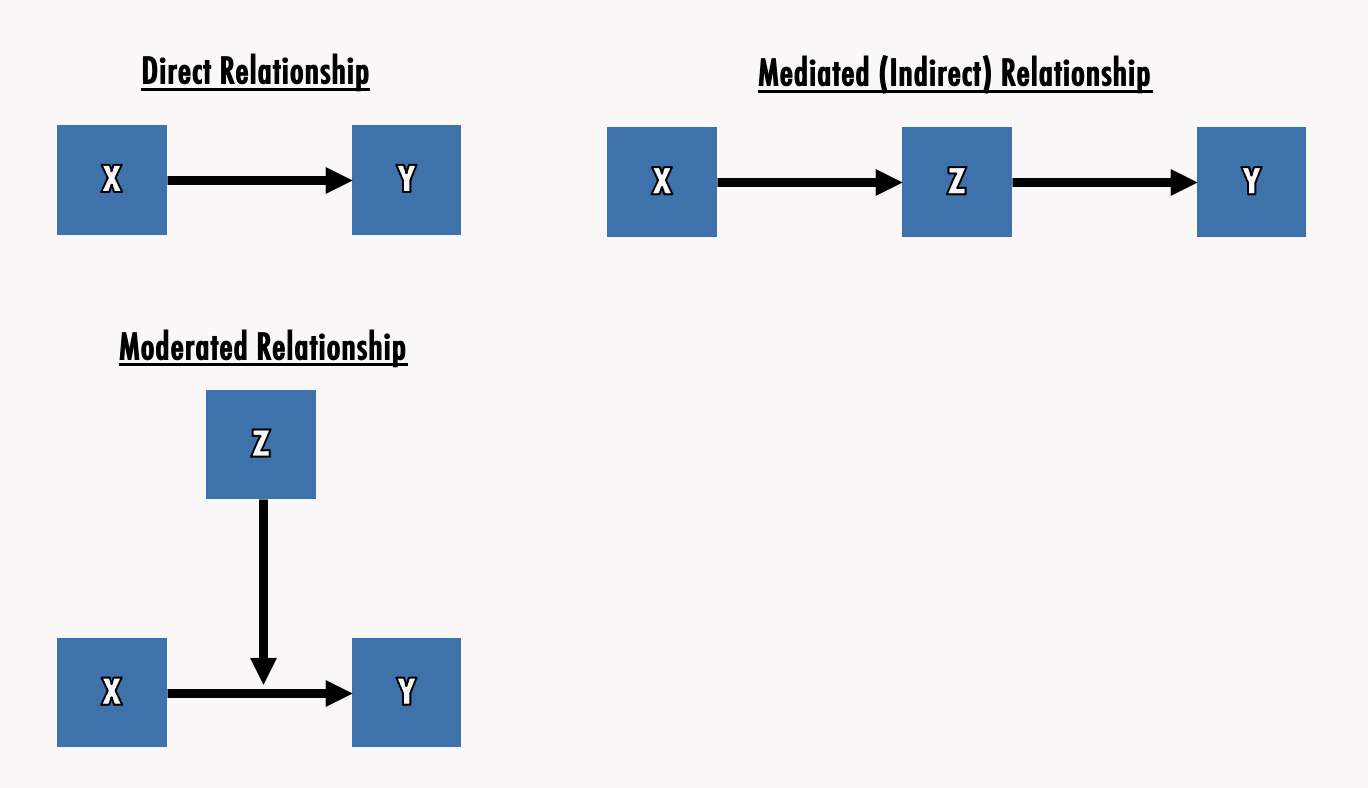 Direct Relationship
X
Y
Mediated (Indirect) Relationship
X
Z
Y
Moderated Relationship
Z
X
Y